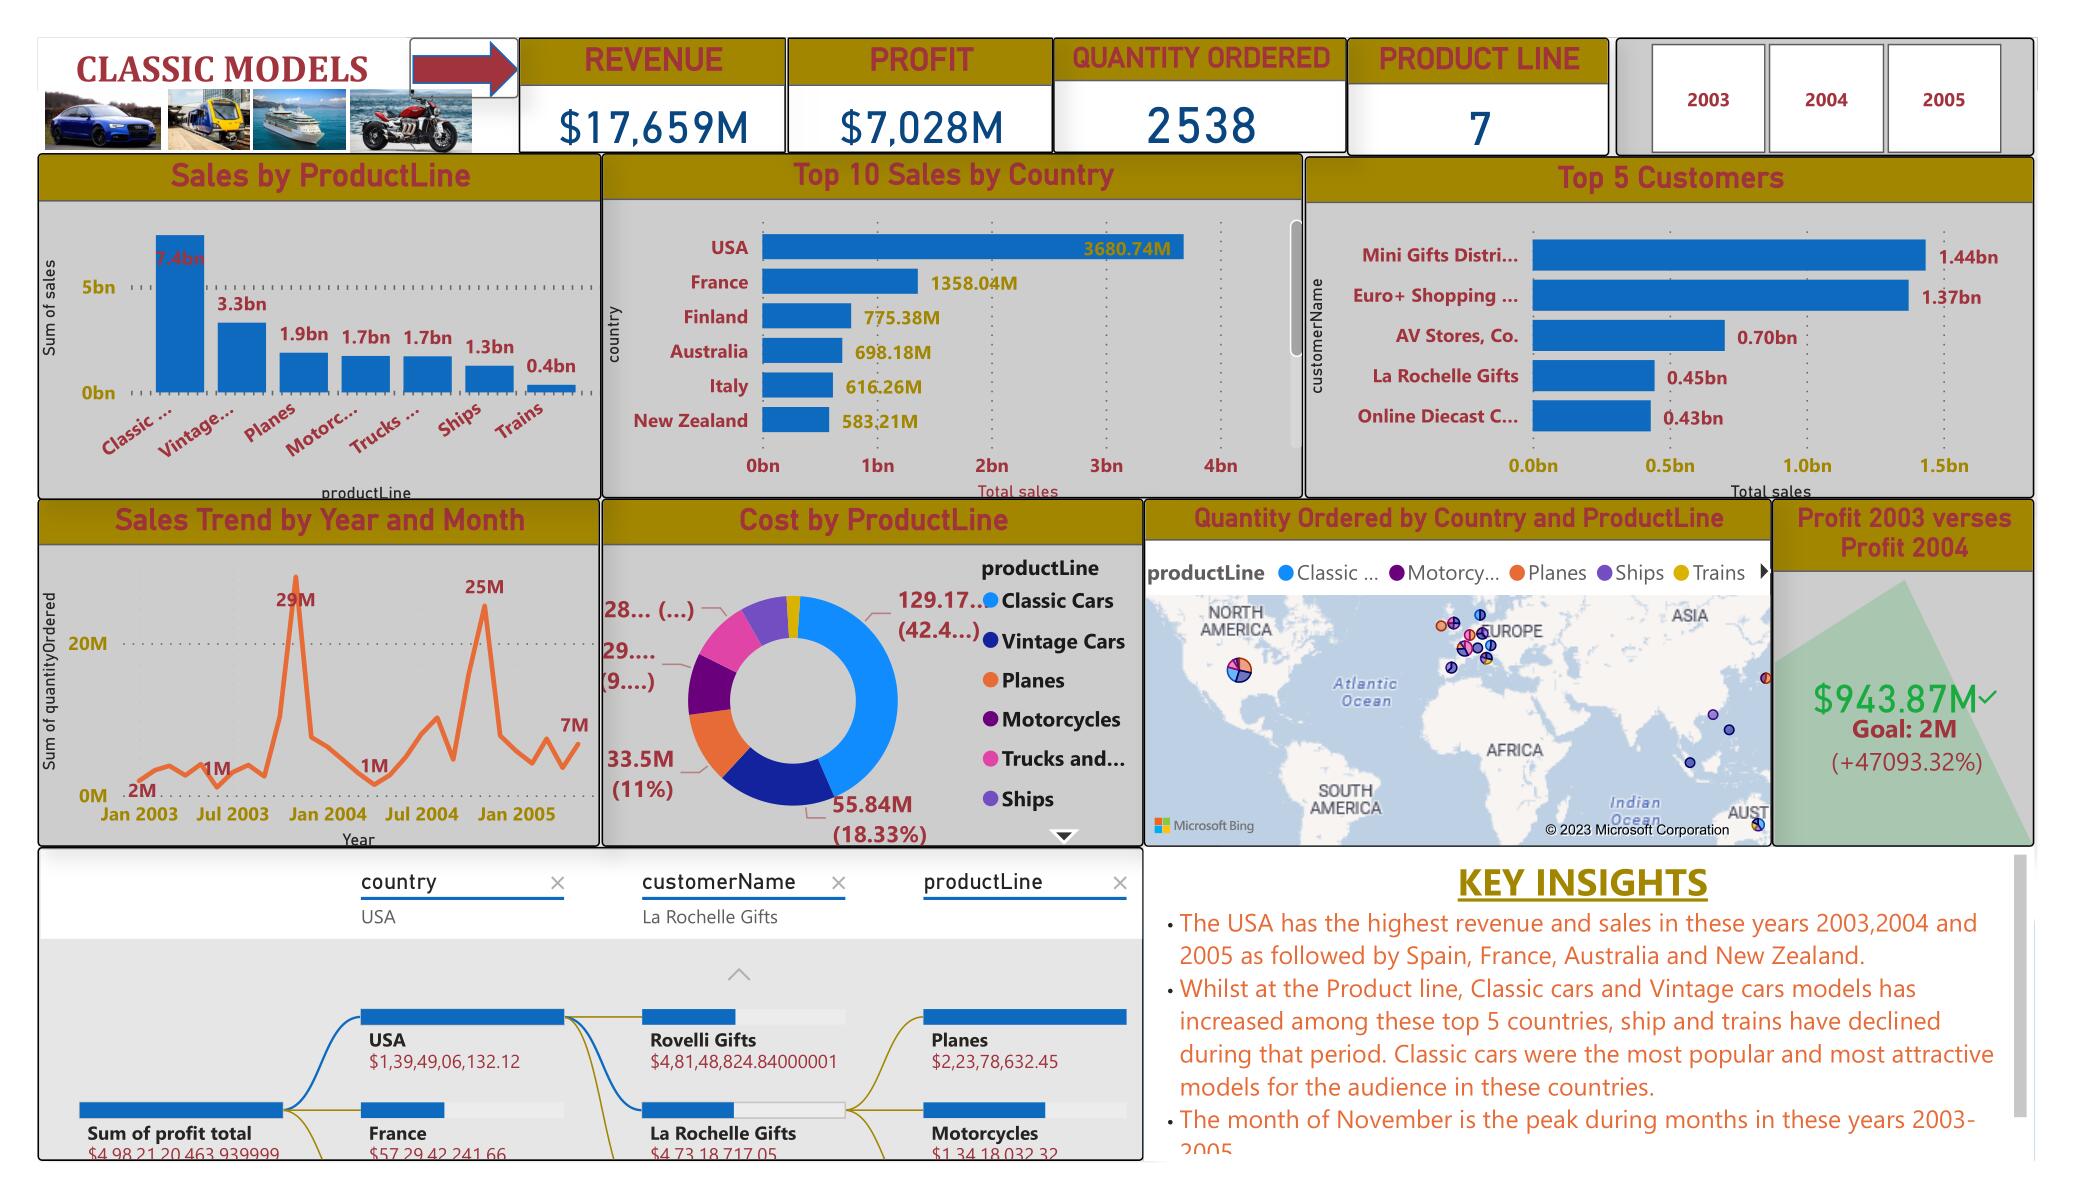 CLASSIC MODELS
REVENUE
$17,659M
PROFIT
$7,028M
QUANTITY ORDERED
2538
PRODUCT LINE
7
2003
2004
2005
Sales by ProductLine
Sum of sales
5bn
0bn
7.4bn
3.3bn
1.9bn
1.7bn
1.7bn
1.3bn
0.4bn
Classic ...
Vintage...
Planes
Motorc...
Trucks ...
Ships
Trains
productLine
Top 10 Sales by Country
country
USA
3680.74M
France
1358.04M
Finland
775.38M
Australia
698.18M
Italy
616.26M
New Zealand
583.21M
0bn
1bn
2bn
3bn
4bn
Total sales
Top 5 Customers
customerName
Mini Gifts Distri...
1.44bn
Euro+ Shopping ...
1.37bn
AV Stores, Co.
0.70bn
La Rochelle Gifts
0.45bn
Online Diecast C...
0.43bn
0.0bn
0.5bn
1.0bn
1.5bn
Total sales
Sales Trend by Year and Month
Sum of quantityOrdered
20M
0M
2M
1M
29M
1M
25M
7M
Jan 2003
Jul 2003
Jan 2004
Jul 2004
Jan 2005
Year
Cost by ProductLine
28... (...)
29....
(9....)
33.5M
(11%)
129.17...
(42.4...)
55.84M
(18.33%)
productLine
Classic Cars
Vintage Cars
Planes
Motorcycles
Trucks and...
Ships
Quantity Ordered by Country and ProductLine
productLine
Classic ...
Motorcy...
Planes
Ships
Trains
NORTH
AMERICA
EUROPE
ASIA
Atlantic
Ocean
AFRICA
SOUTH
AMERICA
Indian
Ocean
AUST
Microsoft Bing
© 2023 Microsoft Corporation
Profit 2003 verses
Profit 2004
$943.87M
Goal: 2M
(+47093.32%)
country
USA
customerName
La Rochelle Gifts
productLine
Sum of profit total
$4,98,21,20,463.939999
USA
$1,39,49,06,132.12
France
$57,29,42,241.66
Rovelli Gifts
$4,81,48,824.84000001
La Rochelle Gifts
$4,73,18,717.05
Planes
$2,23,78,632.45
Motorcycles
$1,34,18,032.32
KEY INSIGHTS
• The USA has the highest revenue and sales in these years 2003,2004 and
2005 as followed by Spain, France, Australia and New Zealand.
• Whilst at the Product line, Classic cars and Vintage cars models has
increased among these top 5 countries, ship and trains have declined
during that period. Classic cars were the most popular and most attractive
models for the audience in these countries.
• The month of November is the peak during months in these years 2003-
2005